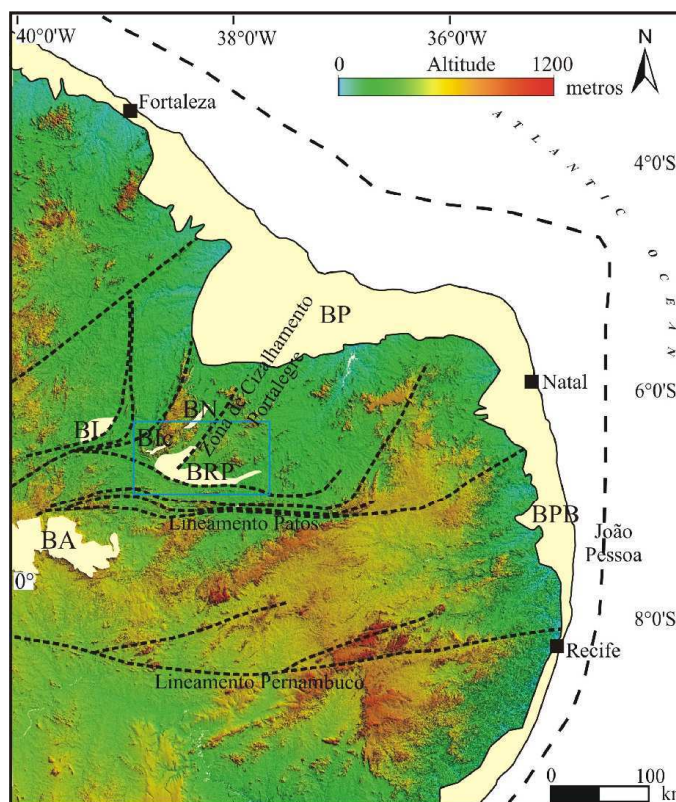 40°0'W
38°0'W
36°0'W
N
0
Altitude
1200
metros
Fortaleza
ATLANTIC OCEAN
4°0'S
BP
Zona de Cizalhamento
Portalegre
Natal
6°0'S
BN
BI
BIc
BRP
Lineamento Patos
BPB
João
Pessoa
BA
0°
8°0'S
Recife
Lineamento Pernambuco
0
100
km